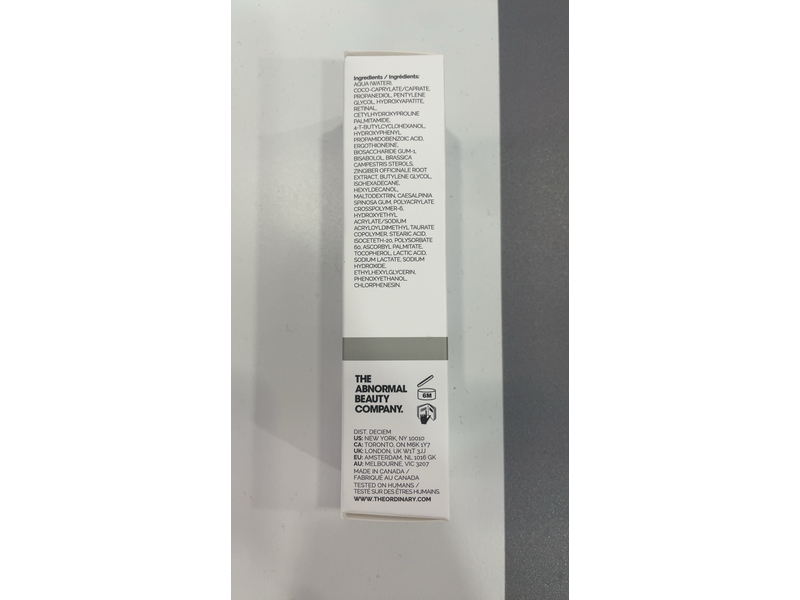 Ingredients / Ingrédients:
AQUA (WATER),
COCO-CAPRYLATE/CAPRATE,
PROPANEDIOL, PENTYLENE
GLYCOL, HYDROXYAPATITE,
RETINAL,
CETYLHYDROXYPROLINE
PALMITAMIDE,
4-T-BUTYLCYCLOHEXANOL,
HYDROXYPHENYL
PROPAMIDOBENZOIC ACID,
ERGOTHIONEINE,
BIOSACCHARIDE GUM-1,
BISABOLOL, BRASSICA
CAMPESTRIS STEROLS,
ZINGIBER OFFICINALE ROOT
EXTRACT, BUTYLENE GLYCOL,
ISOHEXADECANE,
HEXYLDECANOL,
MALTODEXTRIN, CAESALPINIA
SPINOSA GUM, POLYACRYLATE
CROSSPOLYMER-6,
HYDROXYETHYL
ACRYLATE/SODIUM
ACRYLOYLDIMETHYL TAURATE
COPOLYMER, STEARIC ACID,
ISOCETETH-20, POLYSORBATE
60, ASCORBYL PALMITATE,
TOCOPHEROL, LACTIC ACID,
SODIUM LACTATE, SODIUM
HYDROXIDE,
ETHYLHEXYLGLYCERIN,
PHENOXYETHANOL,
CHLORPHENESIN.
THE
ABNORMAL
BEAUTY
COMPANY.
6M
DIST. DECIEM
US: NEW YORK, NY 10010
CA: TORONTO, ON M6K 1Y7
UK: LONDON, UK W1T 3JJ
EU: AMSTERDAM, NL 1016 GK
AU: MELBOURNE, VIC 3207
MADE IN CANADA /
FABRIQUÉ AU CANADA
TESTED ON HUMANS /
TESTÉ SUR DES ÊTRES HUMAINS
WWW.THEORDINARY.COM